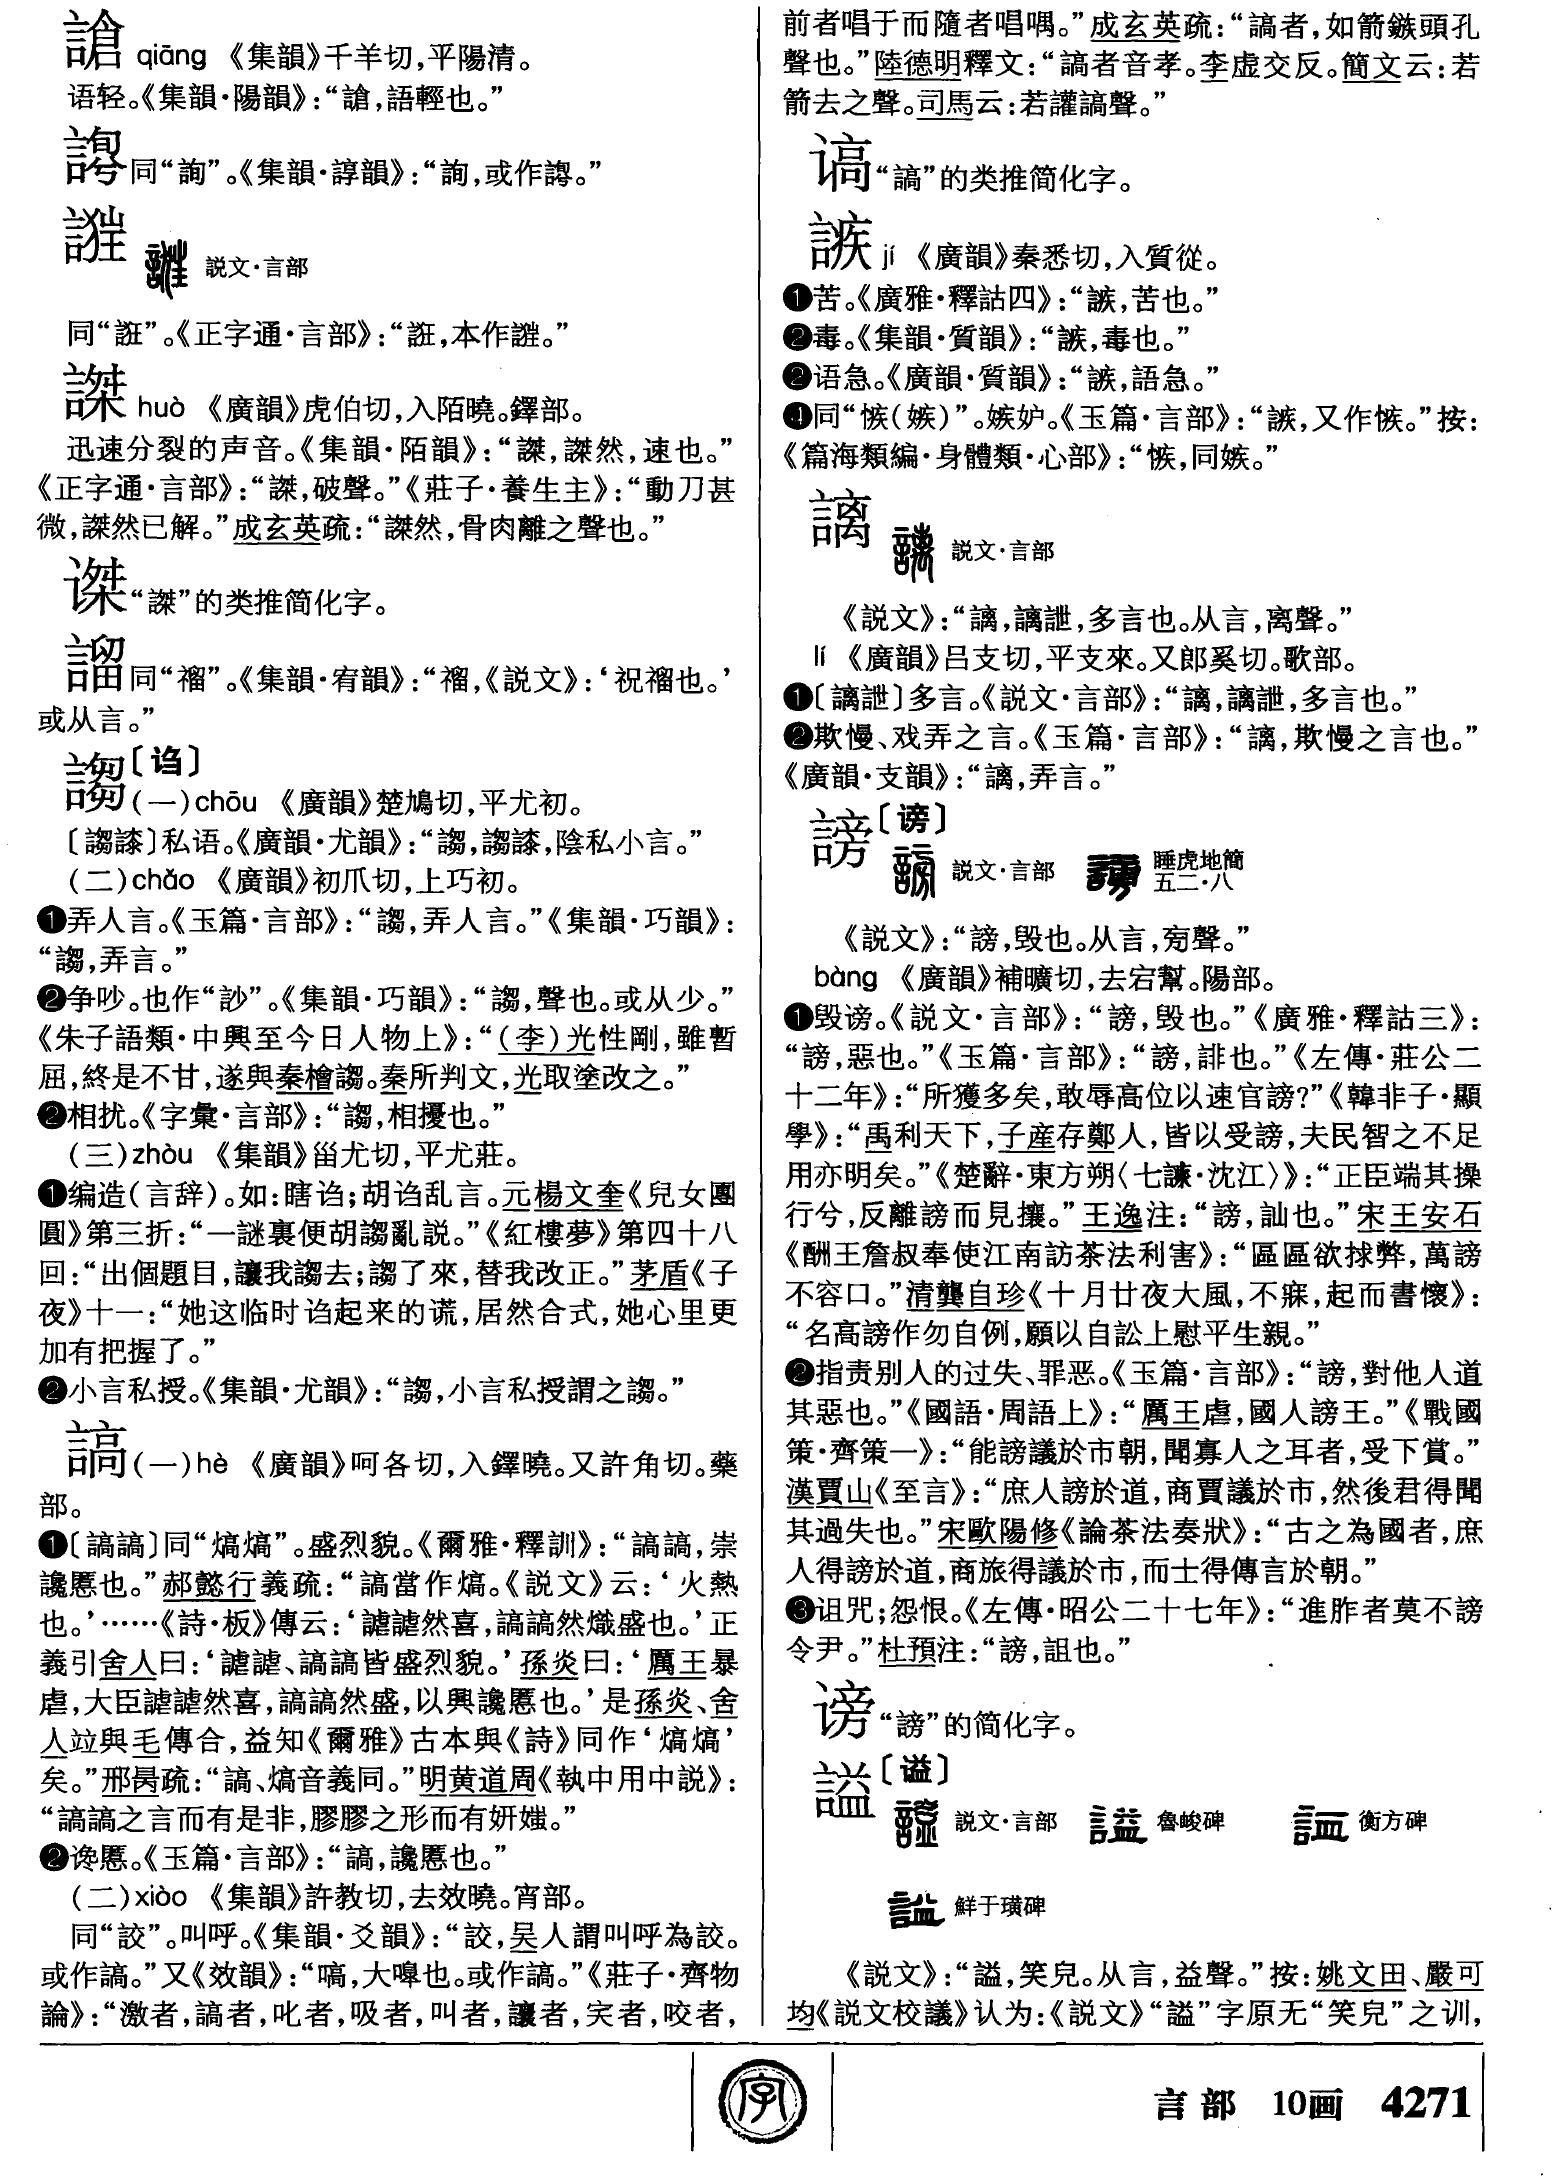 謒 qiāng 《集韻》千羊切,平陽清。
语轻。《集韻·陽韻》:“謒,語輕也。”
同“詢”。《集韻·諄韻》:“詢,或作
説文·言部
同“誑”。《正字通·言部》:“誑,本作
謋 huò 《廣韻》虎伯切,入陌曉。鐸部。
迅速分裂的声音。《集韻·陌韻》:“謋,謋然,速也。”
《正字通·言部》:“謋,破聲。”《莊子·養生主》:“動刀甚
微,謋然已解。”成玄英疏:“謋然,骨肉離之聲也。”
“謋”的类推简化字。
䛷同“䄂”。《集韻·宥韻》:“《説文》:‘祝
或从言。”
謅〔诌〕
(一)chōu 《廣韻》楚鳩切,平尤初。
〔謅〕私语。《廣韻·尤韻》:“謅,謅陰私小言。”
(二)chǎo 《廣韻》初爪切,上巧初。
❶弄人言。《玉篇·言部》:“謅,弄人言。”《集韻·巧韻》:
“謅,弄言。”
❷争吵。也作“訬”。《集韻·巧韻》:“謅,聲也。或从少。”
《朱子語類·中興至今日人物上》:“(李)光性剛,雖暫
屈,終是不甘,遂與秦檜謅。秦所判文,光取塗改之。”
❷相扰。《字彙·言部》:“謅,相擾也。”
(三)zhòu 《集韻》甾尤切,平尤莊。
❶编造(言辞)。如:瞎诌;胡诌乱言。元楊文奎《兒女團
圓》第三折:“一謎裏便胡謅亂説。”《紅樓夢》第四十八
回:“出個題目,讓我謅去;謅了來,替我改正。”茅盾《子
夜》十一:“她这临时诌起来的谎,居然合式,她心里更
加有把握了。”
❷小言私授。《集韻·尤韻》:“謅,小言私授謂之謅。”
謞(一)hè 《廣韻》呵各切,入鐸曉。又許角切。藥
部。
❶〔謞謞〕同“熇熇”。盛烈貌。《爾雅·釋訓》:“謞謞,崇
讒慝也。”郝懿行義疏:“謞當作熇。《説文》云:‘火熱
也。’……《詩·板》傳云:‘謔謔然喜,謞謞然熾盛也。’正
義引舍人曰:‘謔謔、謞謞皆盛烈貌。’孫炎曰:‘厲王暴
虐,大臣謔謔然喜,謞謞然盛,以興讒慝也。’是孫炎、舍
人竝與毛傳合,益知《爾雅》古本與《詩》同作‘熇熇’
矣。”邢昺疏:“謞、熇音義同。”明黄道周《執中用中説》:
“謞謞之言而有是非,膠膠之形而有妍媸。”
❷谗慝。《玉篇·言部》:“謞,讒慝也。”
(二)xiào 《集韻》許教切,去效曉。宵部。
同“詨”。叫呼。《集韻·爻韻》:“詨,吴人謂叫呼為詨。
或作謞。”又《效韻》:“嗃,大嘷也。或作謞。”《莊子·齊物
論》:“激者,謞者,叱者,吸者,叫者,讓者,宎者,咬者,
前者唱于而隨者唱喁。”成玄英疏:“謞者,如箭鏃頭孔
聲也。”陸德明釋文:“謞者音孝。李虚交反。簡文云:若
箭去之聲。司馬云:若讙謞聲。”
“謞”的类推简化字。
䛿jí 《廣韻》秦悉切,入質從。
❶苦。《廣雅·釋詁四》:“苦也。”
❷毒。《集韻·質韻》:“毒也。”
❷语急。《廣韻·質韻》:“語急。”
❹同“㑵(嫉)”。嫉妒。《玉篇·言部》:“又作按:
《篇海類編·身體類·心部》:“同嫉。”
謧 説文·言部
《説文》:“謧,謧詍,多言也。从言,离聲。”
lí 《廣韻》吕支切,平支來。又郎奚切。歌部。
❶〔謧詍〕多言。《説文·言部》:“謧,謧詍,多言也。”
❷欺慢、戏弄之言。《玉篇·言部》:“謧,欺慢之言也。”
《廣韻·支韻》:“謧,弄言。”
謗〔谤〕
説文·言部 睡虎地簡
五二·八
《説文》:“謗,毁也。从言,㫄聲。”
bàng 《廣韻》補曠切,去宕幫。陽部。
❶毁谤。《説文·言部》:“謗,毁也。”《廣雅·釋詁三》:
“謗,惡也。”《玉篇·言部》:“謗,誹也。”《左傳·莊公二
十二年》:“所獲多矣,敢辱高位以速官謗?”《韓非子·顯
學》:“禹利天下,子産存鄭人,皆以受謗,夫民智之不足
用亦明矣。”《楚辭·東方朔〈七諫·沈江〉》:“正臣端其操
行兮,反離謗而見攘。”王逸注:“謗,訕也。”宋王安石
《酬王詹叔奉使江南訪茶法利害》:“區區欲捄弊,萬謗
不容口。”清龔自珍《十月廿夜大風,不寐,起而書懷》:
“名高謗作勿自例,願以自訟上慰平生親。”
❷指责别人的过失、罪恶。《玉篇·言部》:“謗,對他人道
其惡也。”《國語·周語上》:“厲王虐,國人謗王。”《戰國
策·齊策一》:“能謗議於市朝,聞寡人之耳者,受下賞。”
漢賈山《至言》:“庶人謗於道,商賈議於市,然後君得聞
其過失也。”宋歐陽修《論茶法奏狀》:“古之為國者,庶
人得謗於道,商旅得議於市,而士得傳言於朝。”
❸诅咒;怨恨。《左傳·昭公二十七年》:“進胙者莫不謗
令尹。”杜預注:“謗,詛也。”
谤“謗”的简化字。
謚〔谥〕
説文·言部 魯峻碑 衡方碑
鮮于璜碑
《説文》:“謚,笑皃。从言,益聲。”按:姚文田、嚴可
均《説文校議》认为:《説文》“謚”字原无“笑皃”之训,
字
言部 10画 4271